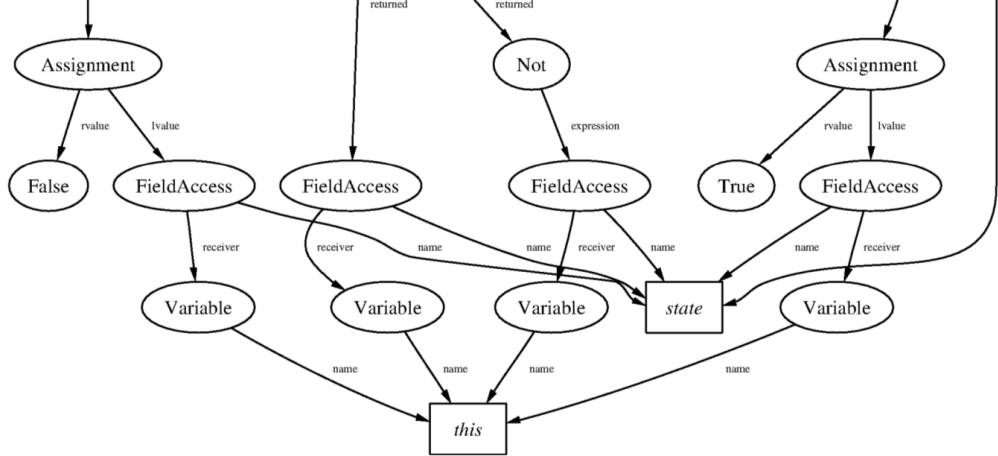 returned returned
Assignment Not Assignment
rvalue lvalue expression rvalue lvalue
False FieldAccess FieldAccess FieldAccess True FieldAccess
receiver receiver name name receiver name name receiver
Variable Variable Variable state Variable
name name name name
this